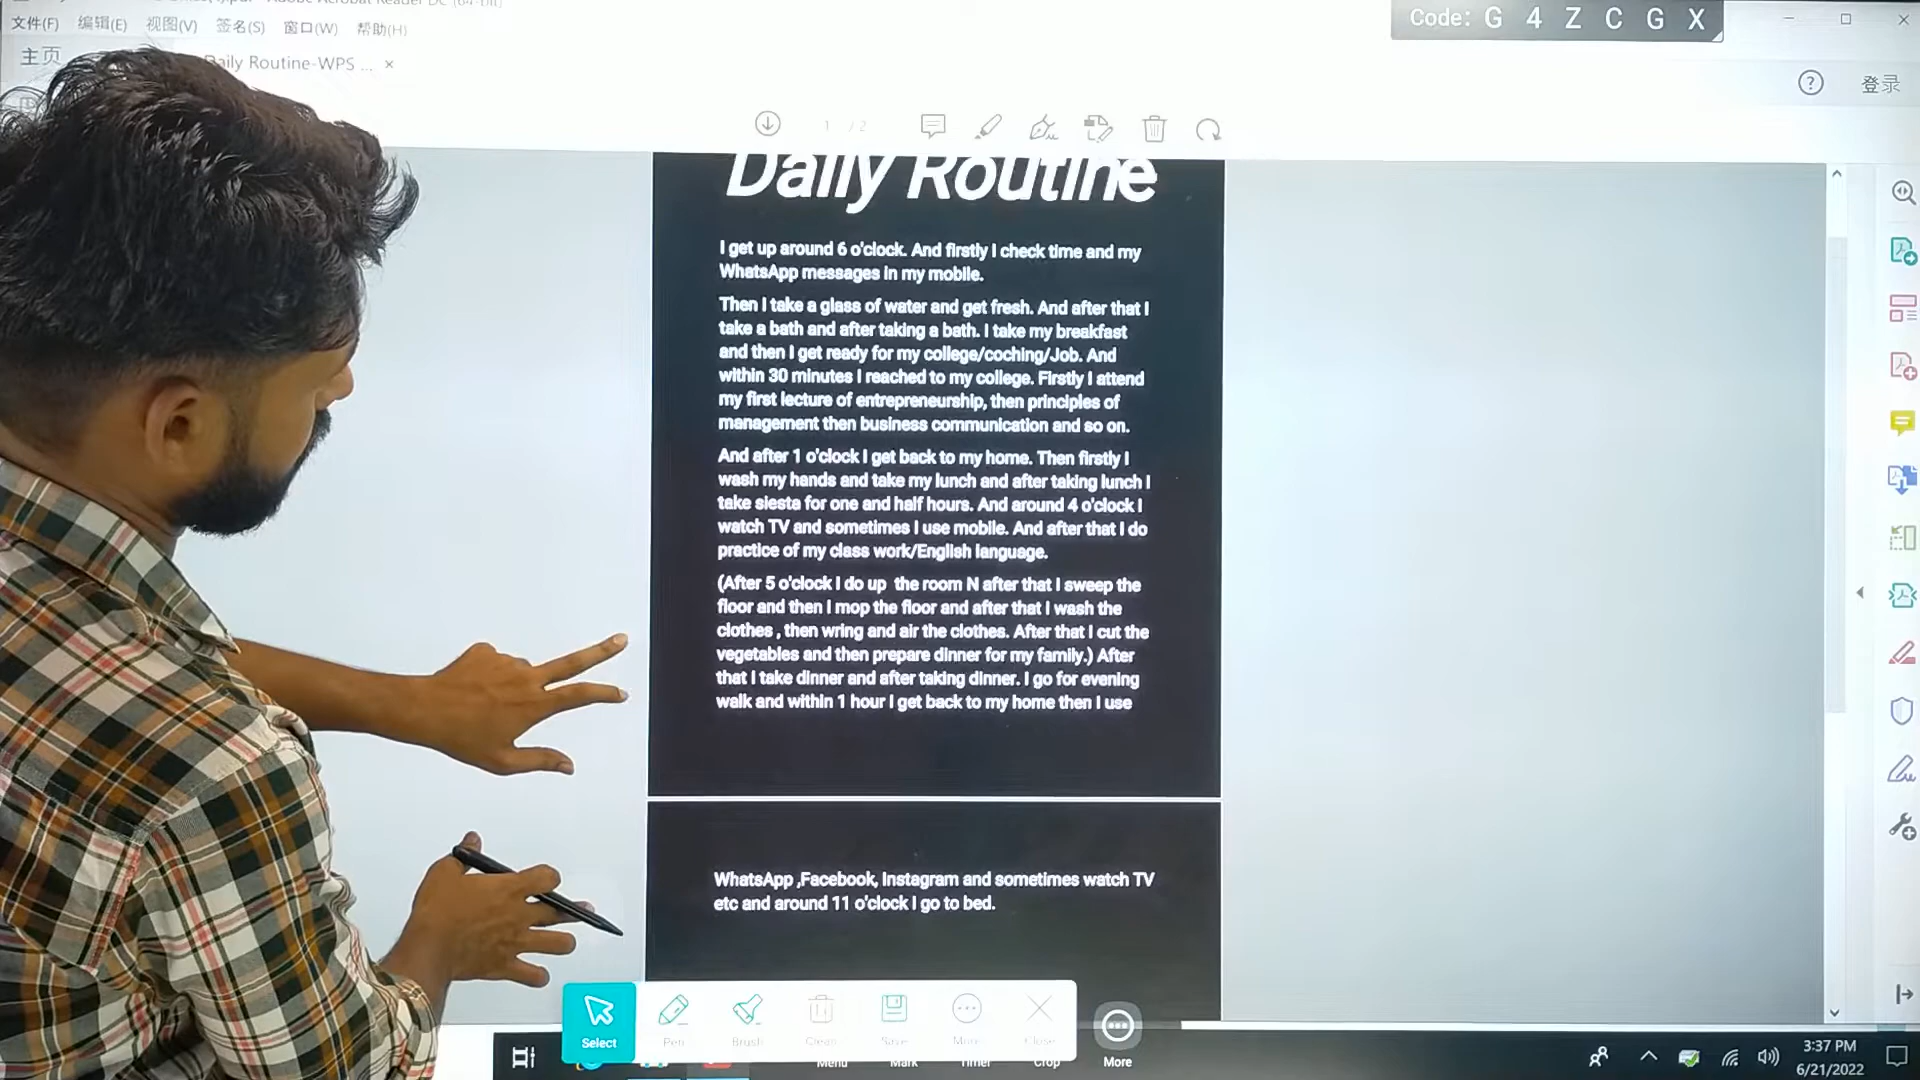 文件(F) 编辑(E) 视图(V) 签名(S) 窗口(W) 帮助(H)
Code: G 4 Z C G X
主页
Daily Routine-WPS ... ×
登录
1 / 2
Daily Routine
I get up around 6 o'clock. And firstly I check time and my
WhatsApp messages in my mobile.
Then I take a glass of water and get fresh. And after that I
take a bath and after taking a bath. I take my breakfast
and then I get ready for my college/coching/Job. And
within 30 minutes I reached to my college. Firstly I attend
my first lecture of entrepreneurship, then principles of
management then business communication and so on.
And after 1 o'clock I get back to my home. Then firstly I
wash my hands and take my lunch and after taking lunch I
take siesta for one and half hours. And around 4 o'clock I
watch TV and sometimes I use mobile. And after that I do
practice of my class work/English language.
(After 5 o'clock I do up the room N after that I sweep the
floor and then I mop the floor and after that I wash the
clothes , then wring and air the clothes. After that I cut the
vegetables and then prepare dinner for my family.) After
that I take dinner and after taking dinner. I go for evening
walk and within 1 hour I get back to my home then I use
WhatsApp ,Facebook, Instagram and sometimes watch TV
etc and around 11 o'clock I go to bed.
Select Pen Brush Clean Save More Close
Menu Mark Timer Crop More
3:37 PM
6/21/2022